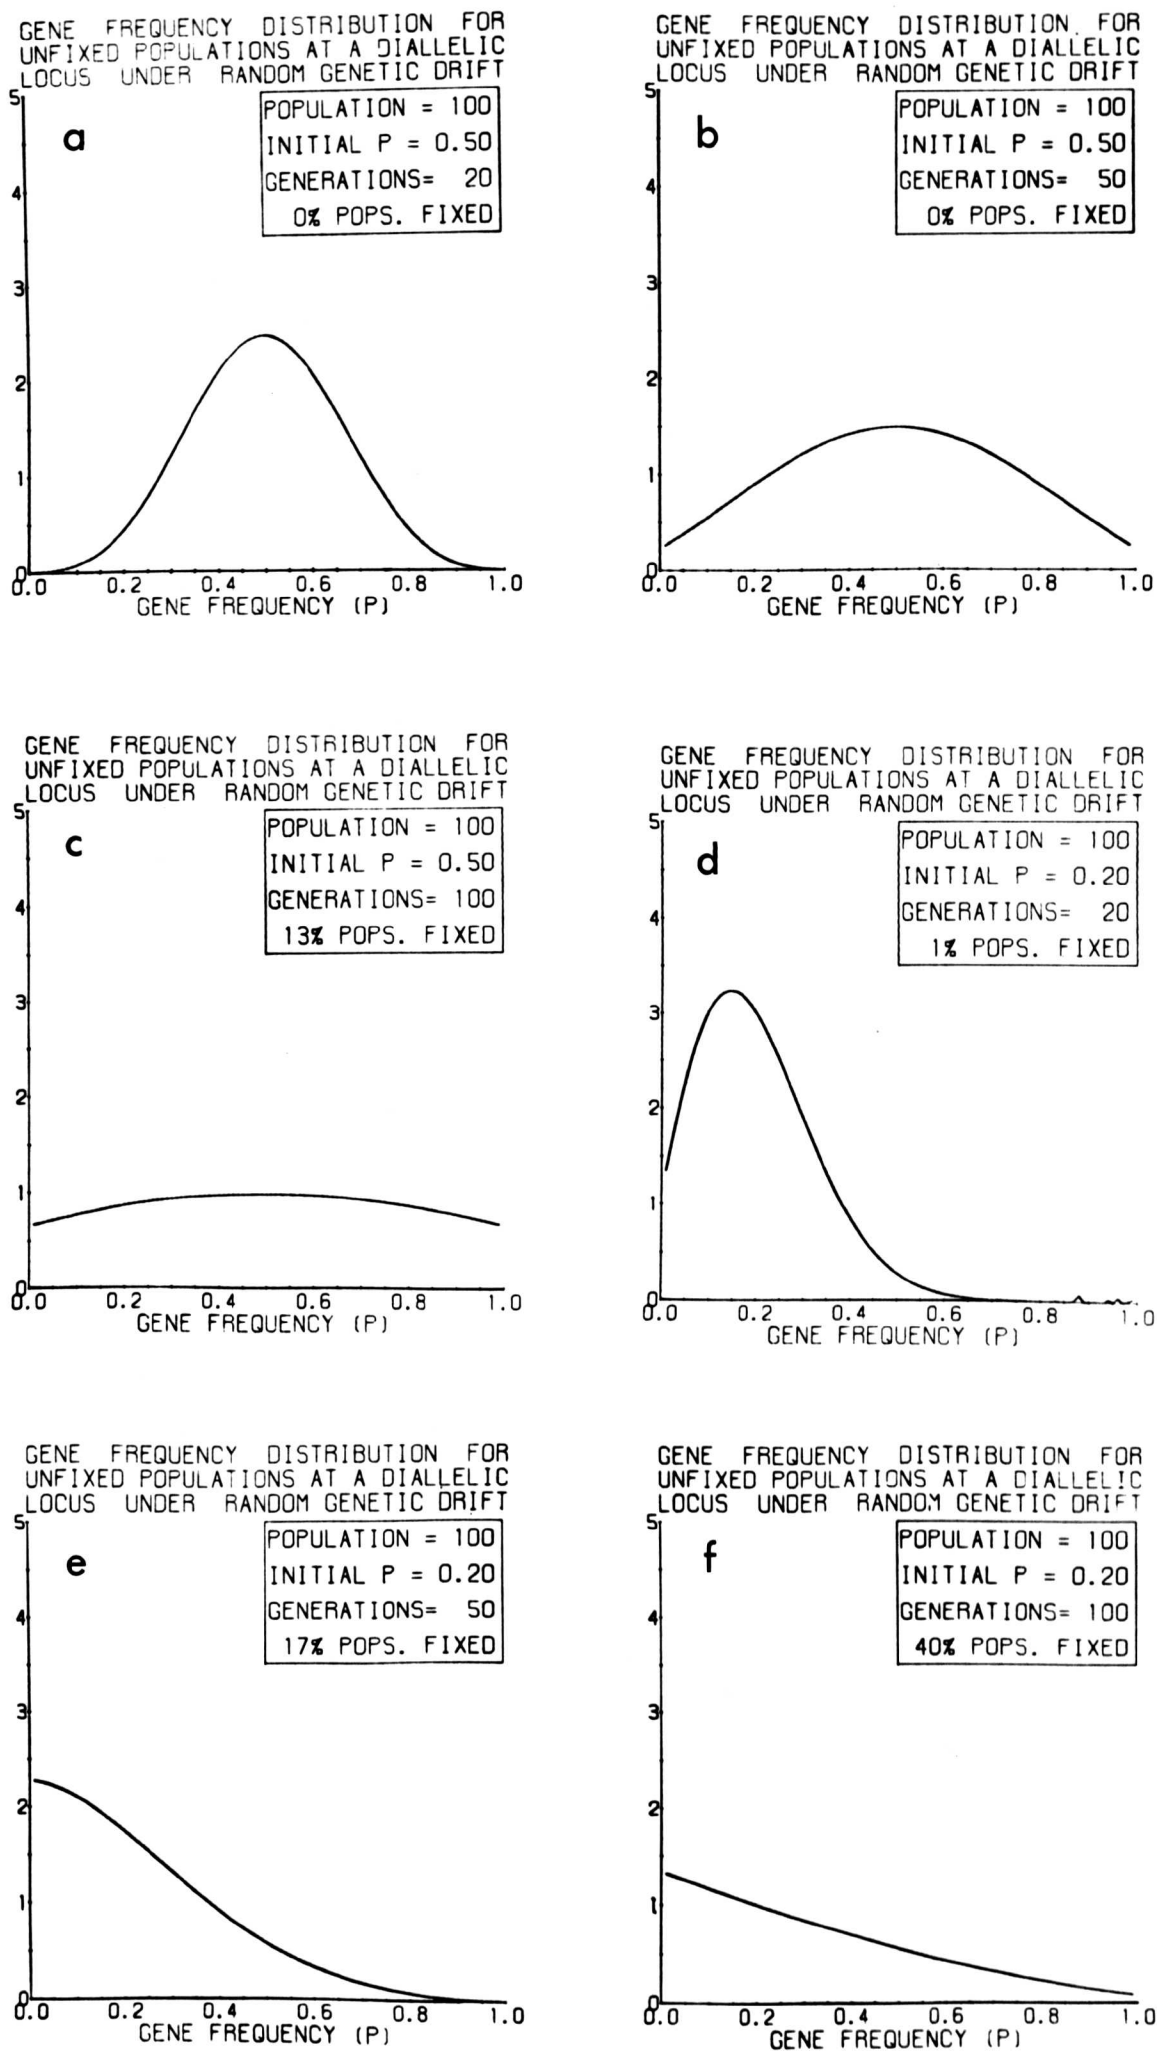 GENE FREQUENCY DISTRIBUTION FOR
UNFIXED POPULATIONS AT A DIALLELIC
LOCUS UNDER RANDOM GENETIC DRIFT
a
POPULATION = 100
INITIAL P = 0.50
GENERATIONS= 20
0% POPS. FIXED
5
4
3
2
1
0
0.0 0.2 0.4 0.6 0.8 1.0
GENE FREQUENCY (P)
GENE FREQUENCY DISTRIBUTION FOR
UNFIXED POPULATIONS AT A DIALLELIC
LOCUS UNDER RANDOM GENETIC DRIFT
b
POPULATION = 100
INITIAL P = 0.50
GENERATIONS= 50
0% POPS. FIXED
5
4
3
2
1
0
0.0 0.2 0.4 0.6 0.8 1.0
GENE FREQUENCY (P)
GENE FREQUENCY DISTRIBUTION FOR
UNFIXED POPULATIONS AT A DIALLELIC
LOCUS UNDER RANDOM GENETIC DRIFT
c
POPULATION = 100
INITIAL P = 0.50
GENERATIONS= 100
13% POPS. FIXED
5
4
3
2
1
0
0.0 0.2 0.4 0.6 0.8 1.0
GENE FREQUENCY (P)
GENE FREQUENCY DISTRIBUTION FOR
UNFIXED POPULATIONS AT A DIALLELIC
LOCUS UNDER RANDOM GENETIC DRIFT
d
POPULATION = 100
INITIAL P = 0.20
GENERATIONS= 20
1% POPS. FIXED
5
4
3
2
1
0
0.0 0.2 0.4 0.6 0.8 1.0
GENE FREQUENCY (P)
GENE FREQUENCY DISTRIBUTION FOR
UNFIXED POPULATIONS AT A DIALLELIC
LOCUS UNDER RANDOM GENETIC DRIFT
e
POPULATION = 100
INITIAL P = 0.20
GENERATIONS= 50
17% POPS. FIXED
5
4
3
2
1
0
0.0 0.2 0.4 0.6 0.8 1.0
GENE FREQUENCY (P)
GENE FREQUENCY DISTRIBUTION FOR
UNFIXED POPULATIONS AT A DIALLELIC
LOCUS UNDER RANDOM GENETIC DRIFT
f
POPULATION = 100
INITIAL P = 0.20
GENERATIONS= 100
40% POPS. FIXED
5
4
3
2
1
0
0.0 0.2 0.4 0.6 0.8 1.0
GENE FREQUENCY (P)